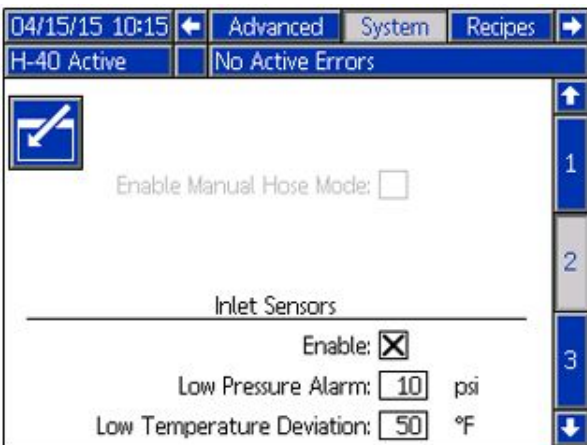 04/15/15 10:15 Advanced System Recipes
H-40 Active No Active Errors
1
Enable Manual Hose Mode:
2
Inlet Sensors
Enable:
3
Low Pressure Alarm: 10 psi
Low Temperature Deviation: 50 °F